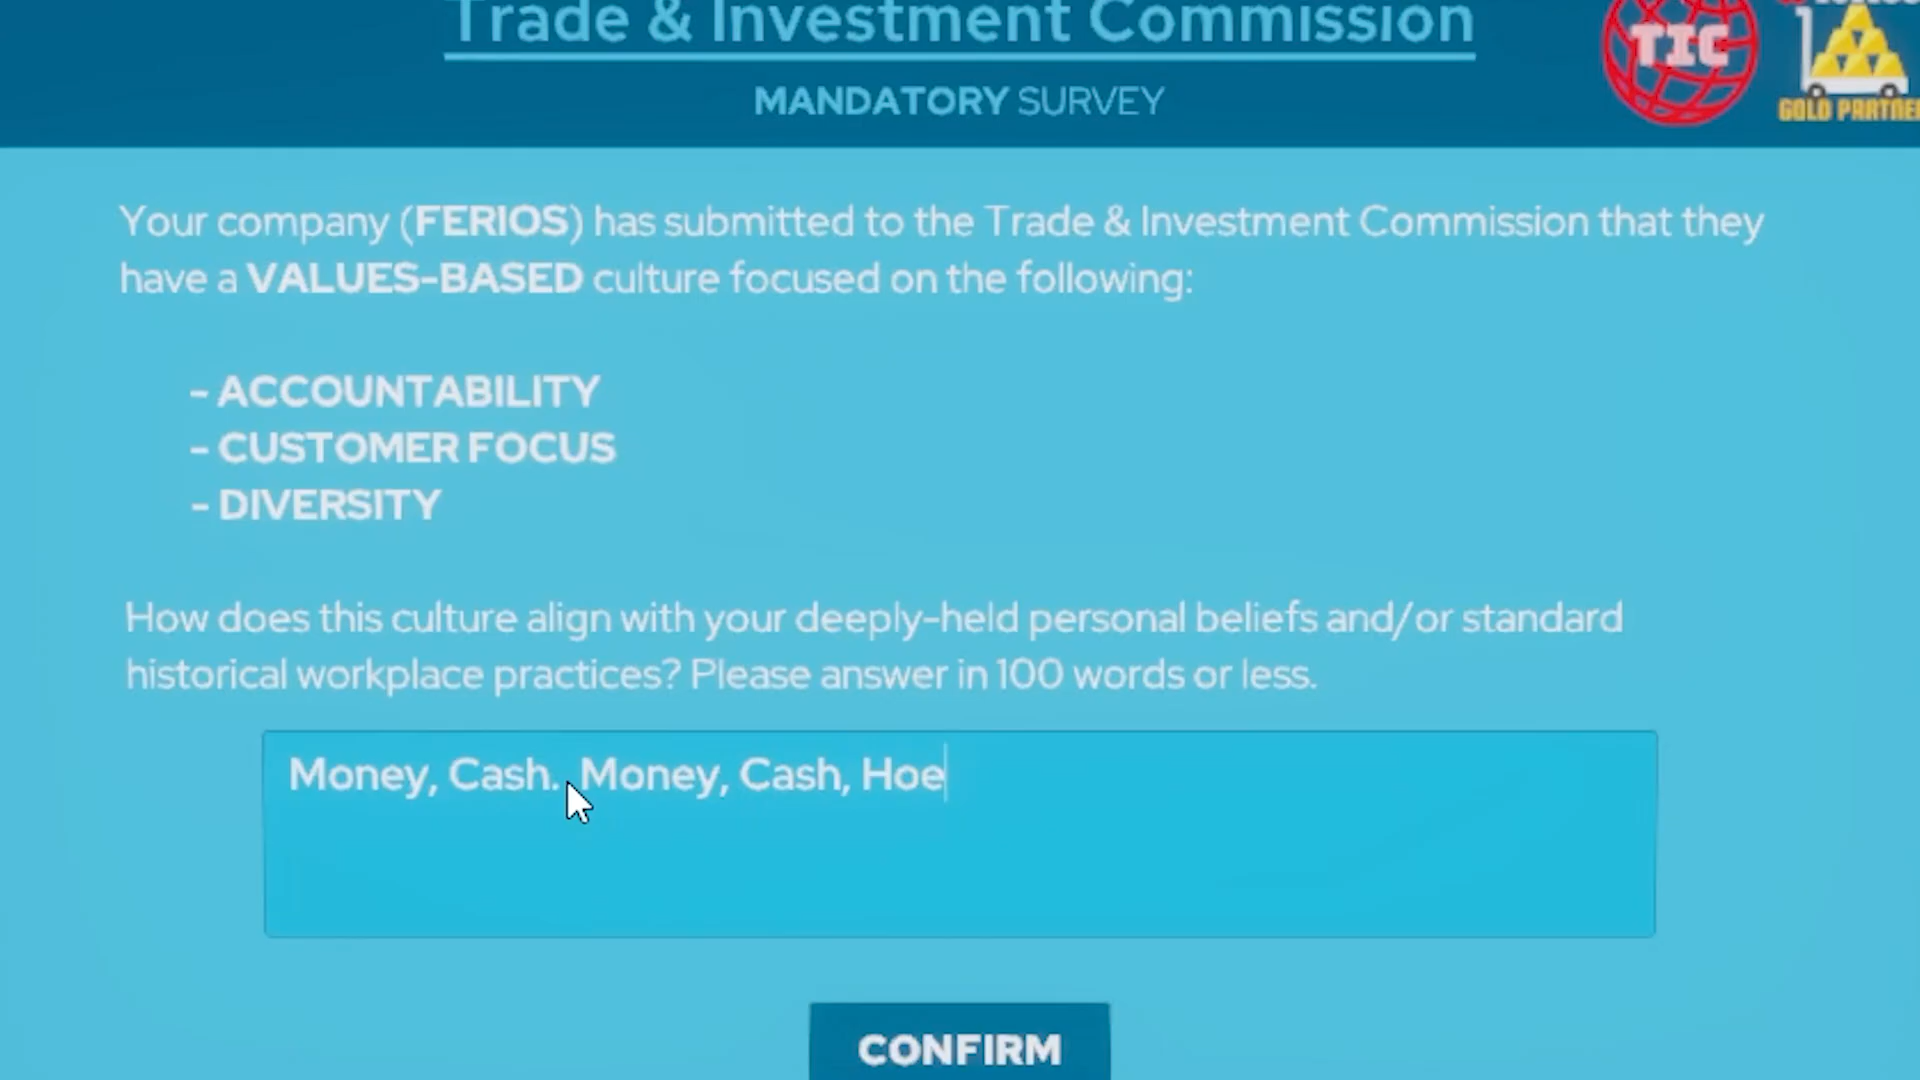 Trade & Investment Commission
MANDATORY SURVEY
TIC
GOLD PARTNER
Your company (FERIOS) has submitted to the Trade & Investment Commission that they
have a VALUES-BASED culture focused on the following:
- ACCOUNTABILITY
- CUSTOMER FOCUS
- DIVERSITY
How does this culture align with your deeply-held personal beliefs and/or standard
historical workplace practices? Please answer in 100 words or less.
Money, Cash. Money, Cash, Hoe
CONFIRM